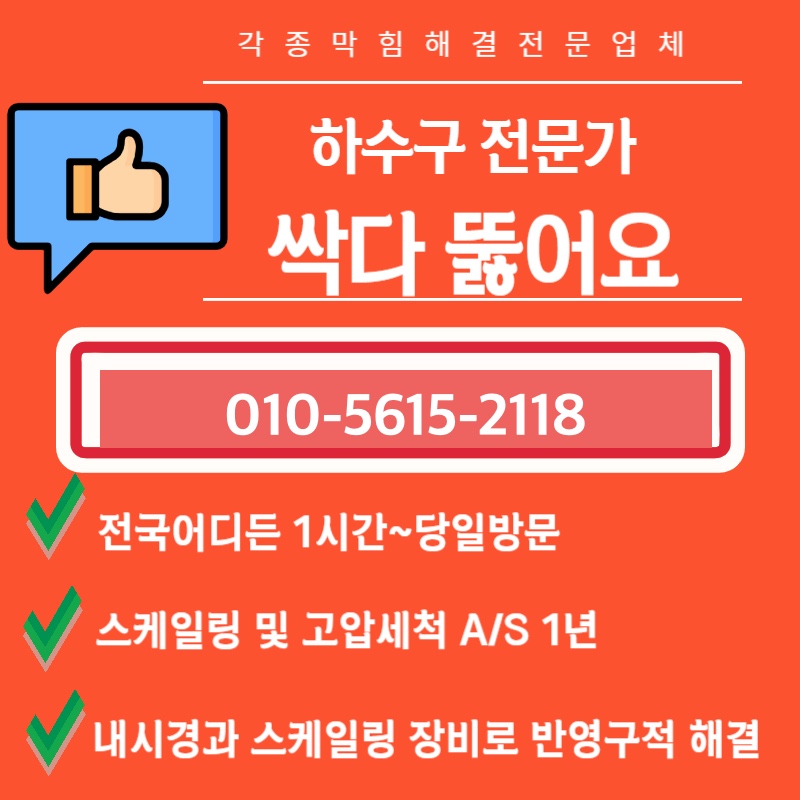 각종막힘해결전문업체
하수구 전문가
싹다 뚫어요
010-5615-2118
전국어디든 1시간~당일방문
스케일링 및 고압세척 A/S 1년
내시경과 스케일링 장비로 반영구적 해결